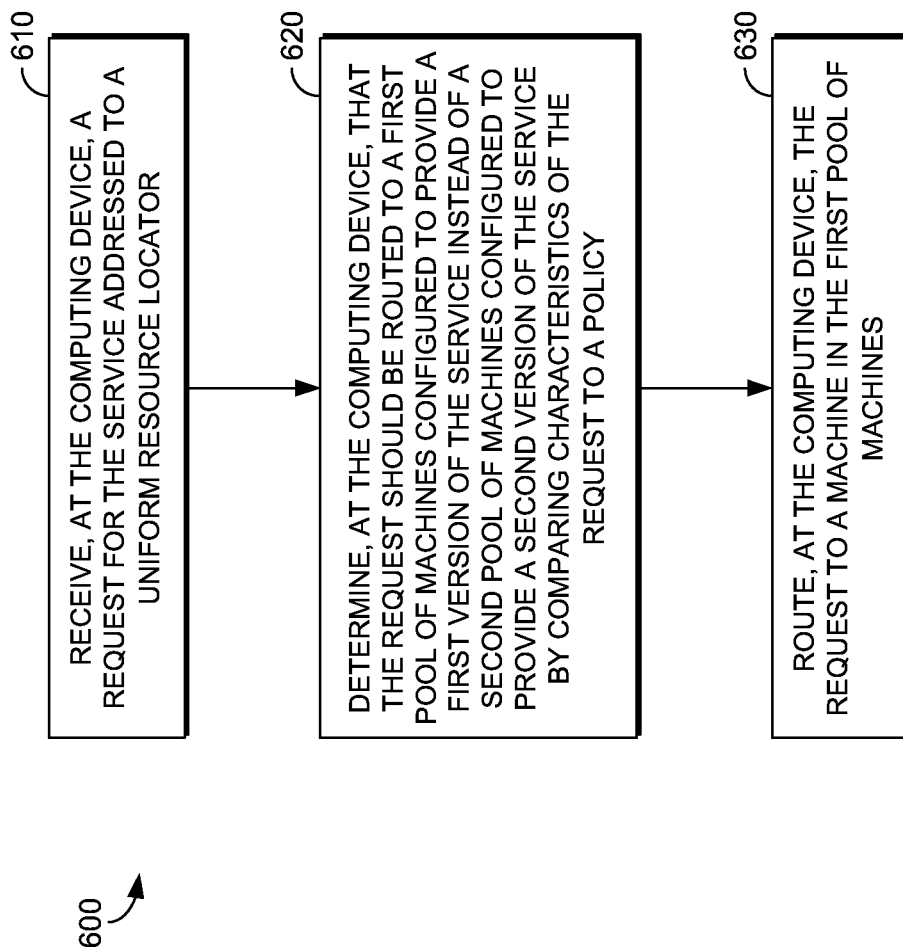 600
610
RECEIVE, AT THE COMPUTING DEVICE, A
REQUEST FOR THE SERVICE ADDRESSED TO A
UNIFORM RESOURCE LOCATOR
620
DETERMINE, AT THE COMPUTING DEVICE, THAT
THE REQUEST SHOULD BE ROUTED TO A FIRST
POOL OF MACHINES CONFIGURED TO PROVIDE A
FIRST VERSION OF THE SERVICE INSTEAD OF A
SECOND POOL OF MACHINES CONFIGURED TO
PROVIDE A SECOND VERSION OF THE SERVICE
BY COMPARING CHARACTERISTICS OF THE
REQUEST TO A POLICY
630
ROUTE, AT THE COMPUTING DEVICE, THE
REQUEST TO A MACHINE IN THE FIRST POOL OF
MACHINES